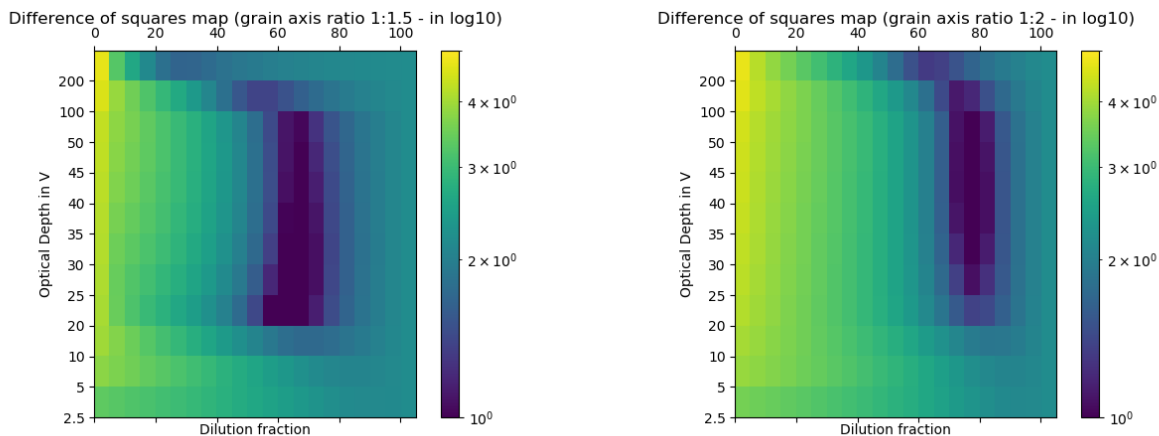 Difference of squares map (grain axis ratio 1:1.5 - in log10)
0 20 40 60 80 100
200
100
50
45
40
35
30
25
20
10
5
2.5
Optical Depth in V
Dilution fraction
4 × 10⁰
3 × 10⁰
2 × 10⁰
10⁰
Difference of squares map (grain axis ratio 1:2 - in log10)
0 20 40 60 80 100
200
100
50
45
40
35
30
25
20
10
5
2.5
Optical Depth in V
Dilution fraction
4 × 10⁰
3 × 10⁰
2 × 10⁰
10⁰